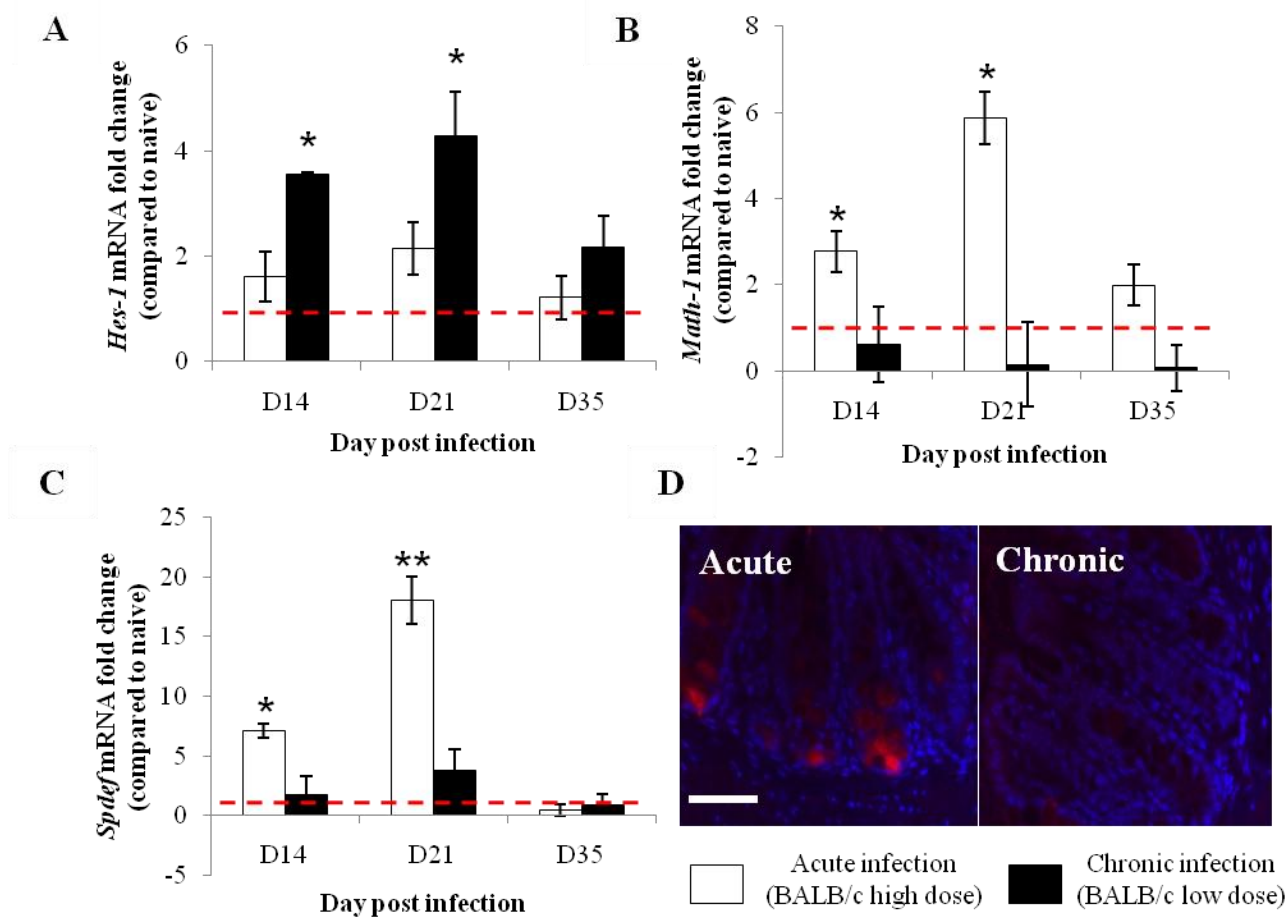 A
Hes-1 mRNA fold change
(compared to naive)
6
4
2
0
*
*
D14 D21 D35
Day post infection
B
Math-1 mRNA fold change
(compared to naive)
8
6
4
2
0
-2
*
*
D14 D21 D35
Day post infection
C
Spdef mRNA fold change
(compared to naive)
25
20
15
10
5
0
-5
*
**
D14 D21 D35
Day post infection
D
Acute
Chronic
Acute infection
(BALB/c high dose)
Chronic infection
(BALB/c low dose)